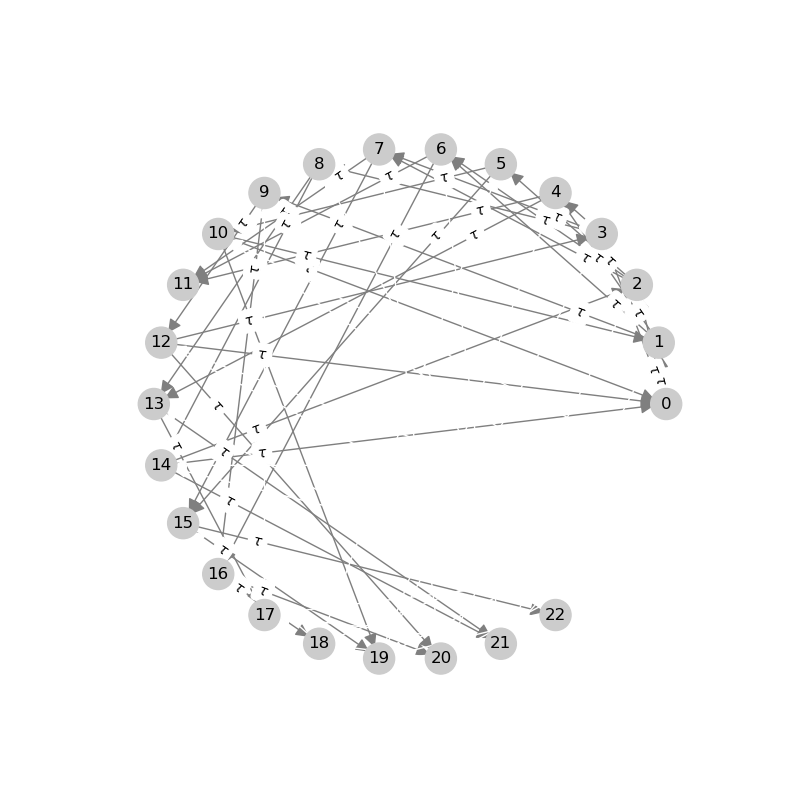 7 6
8 5
τ τ τ
9 4
τ τ τ τ τ
10 τ τ τ τ τ 3
τ τ τ τ τ
11 2
τ τ τ
τ
12 1
τ τ
τ
13 τ 0
τ τ
τ τ
14
τ
15
τ
τ
16
τ τ
17 22
18 21
19 20